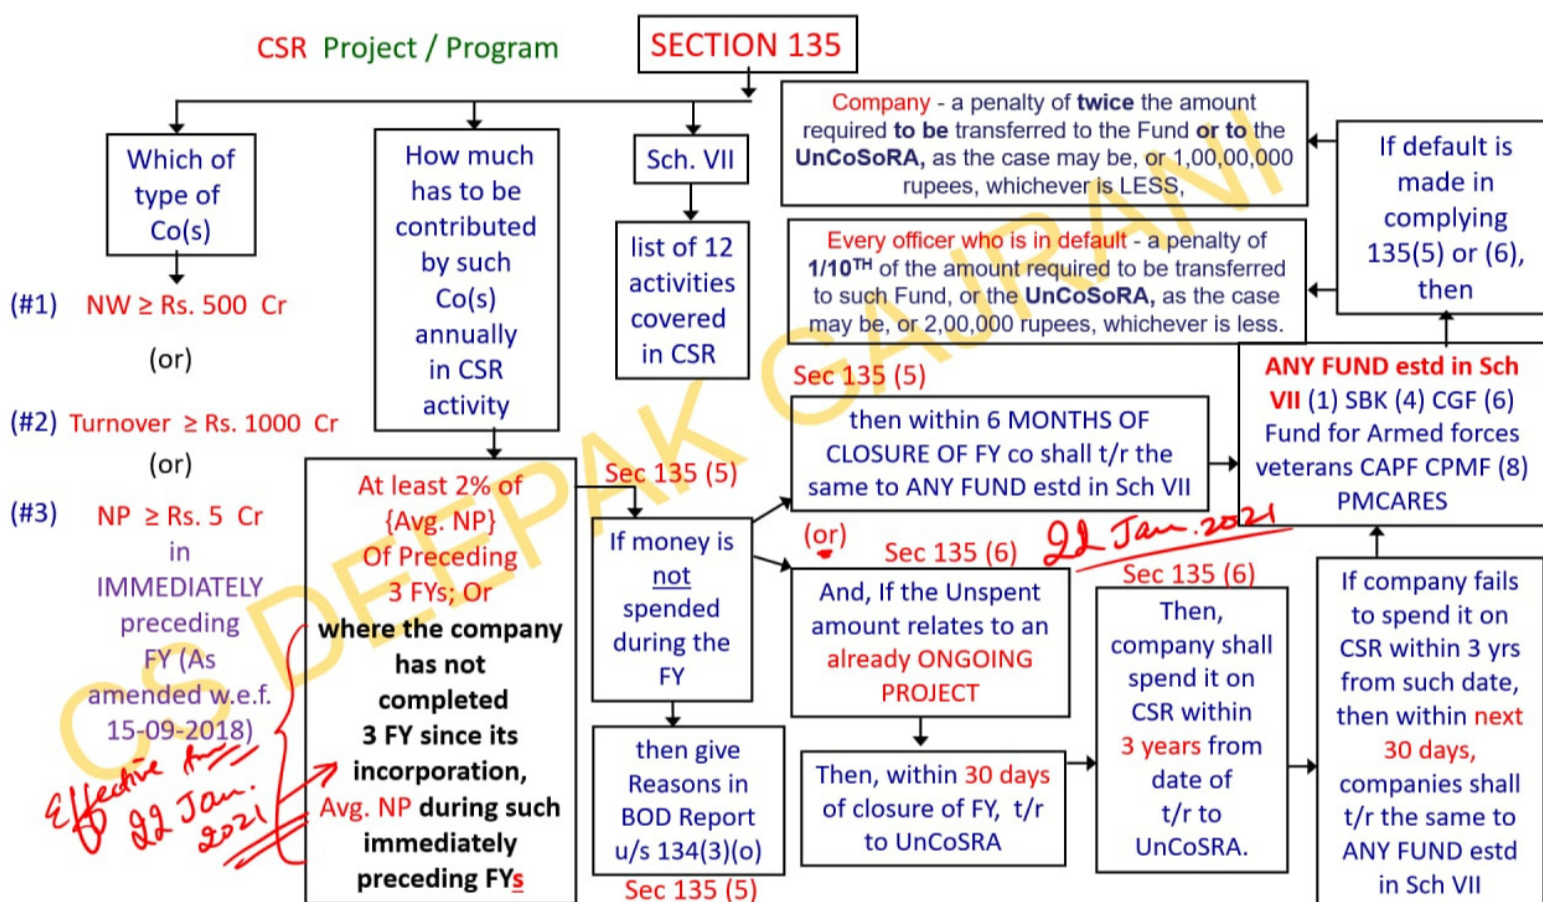 CSR Project / Program
SECTION 135
Which of
type of
Co(s)
(#1) NW ≥ Rs. 500 Cr
(or)
(#2) Turnover ≥ Rs. 1000 Cr
(or)
(#3) NP ≥ Rs. 5 Cr
in
IMMEDIATELY
preceding
FY (As
amended w.e.f.
15-09-2018)
Effective
22 Jan.
2021
How much
has to be
contributed
by such
Co(s)
annually
in CSR
activity
At least 2% of
{Avg. NP}
Of Preceding
3 FYs; Or
where the company
has not
completed
3 FY since its
incorporation,
Avg. NP during such
immediately
preceding FYs
Sch. VII
list of 12
activities
covered
in CSR
Sec 135 (5)
If money is
not
spended
during the
FY
then give
Reasons in
BOD Report
u/s 134(3)(o)
Sec 135 (5)
Sec 135 (5)
then within 6 MONTHS OF
CLOSURE OF FY co shall t/r the
same to ANY FUND estd in Sch VII
(or)
22 Jan. 2021
Sec 135 (6)
And, If the Unspent
amount relates to an
already ONGOING
PROJECT
Then, within 30 days
of closure of FY, t/r
to UnCoSRA
Sec 135 (6)
Then,
company shall
spend it on
CSR within
3 years from
date of
t/r to
UnCoSRA.
If company fails
to spend it on
CSR within 3 yrs
from such date,
then within next
30 days,
companies shall
t/r the same to
ANY FUND estd
in Sch VII
ANY FUND estd in Sch
VII (1) SBK (4) CGF (6)
Fund for Armed forces
veterans CAPF CPMF (8)
PMCARES
If default is
made in
complying
135(5) or (6),
then
Company - a penalty of twice the amount
required to be transferred to the Fund or to the
UnCoSoRA, as the case may be, or 1,00,00,000
rupees, whichever is LESS,
Every officer who is in default - a penalty of
1/10TH of the amount required to be transferred
to such Fund, or the UnCoSoRA, as the case
may be, or 2,00,000 rupees, whichever is less.
CS DEEPAK GAJRANI